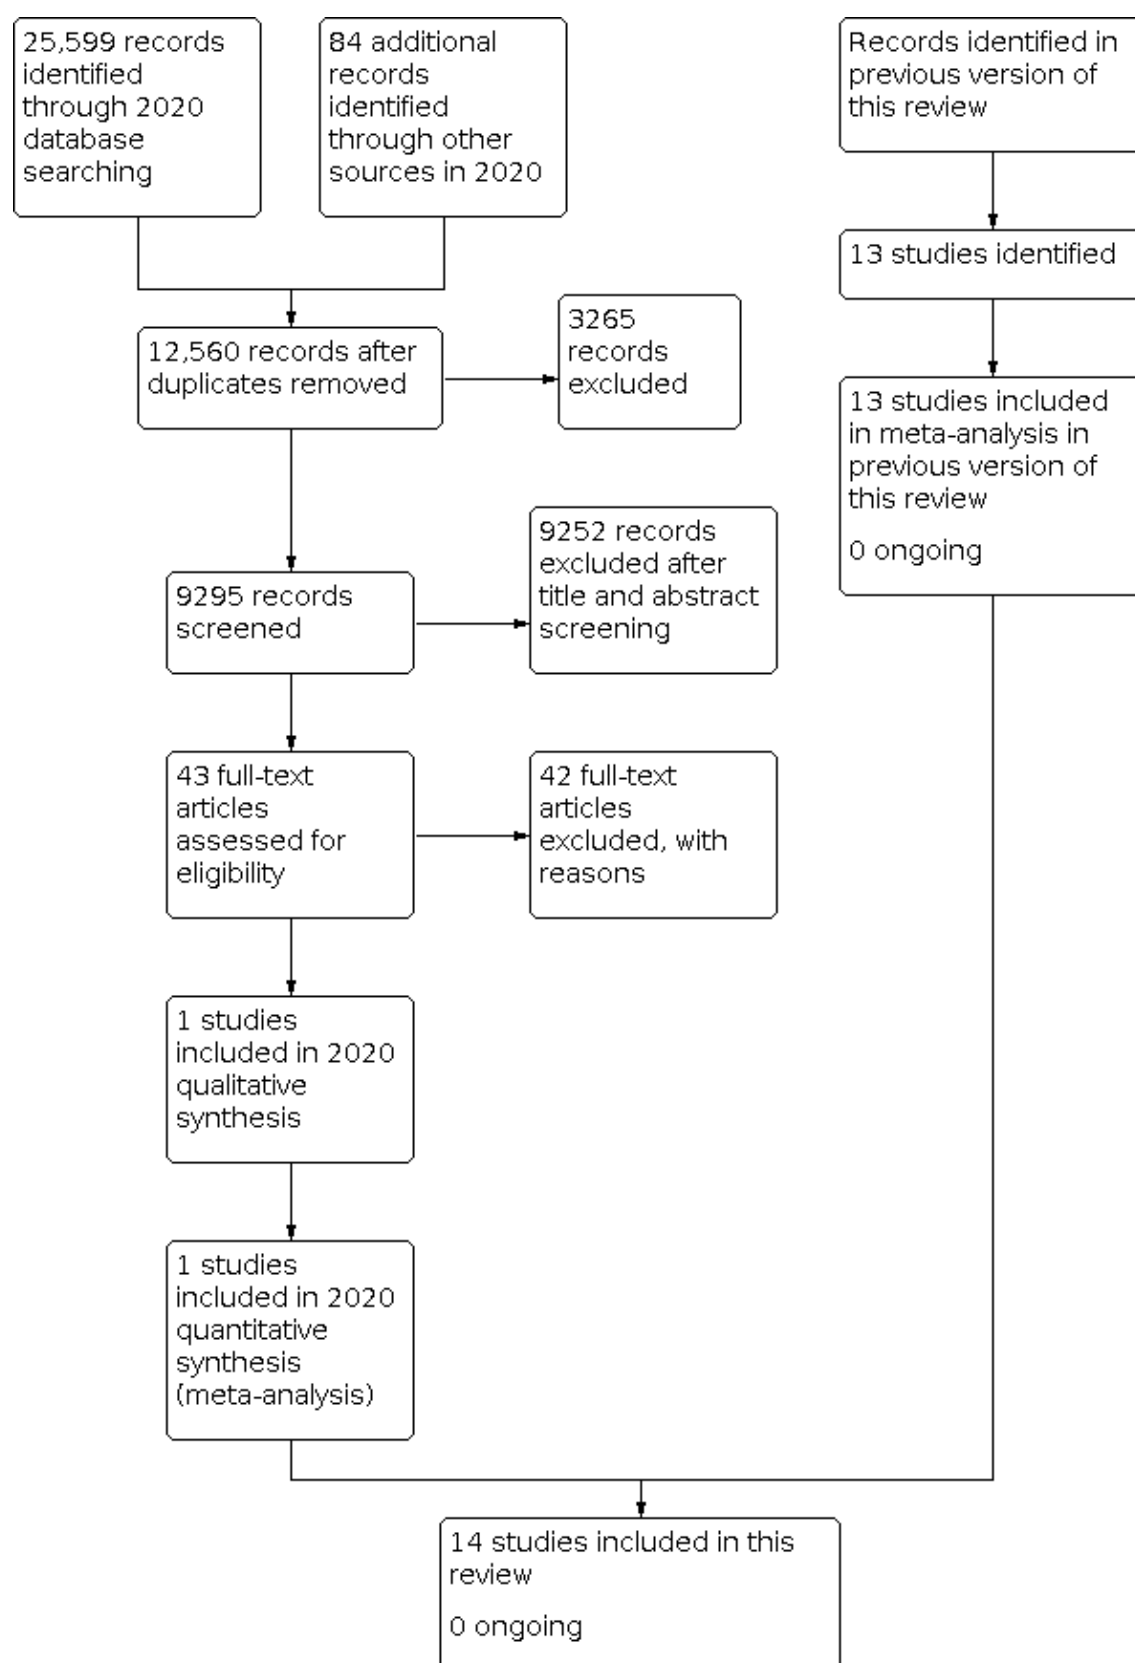 25,599 records
identified
through 2020
database
searching
84 additional
records
identified
through other
sources in 2020
Records identified in
previous version of
this review
13 studies identified
12,560 records after
duplicates removed
3265
records
excluded
13 studies included
in meta-analysis in
previous version of
this review
0 ongoing
9295 records
screened
9252 records
excluded after
title and abstract
screening
43 full-text
articles
assessed for
eligibility
42 full-text
articles
excluded, with
reasons
1 studies
included in 2020
qualitative
synthesis
1 studies
included in 2020
quantitative
synthesis
(meta-analysis)
14 studies included in this
review
0 ongoing